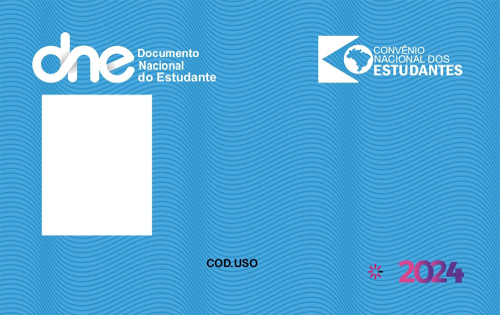 dne
Documento
Nacional
do Estudante
CONVÊNIO
NACIONAL DOS
ESTUDANTES
COD.USO
2024